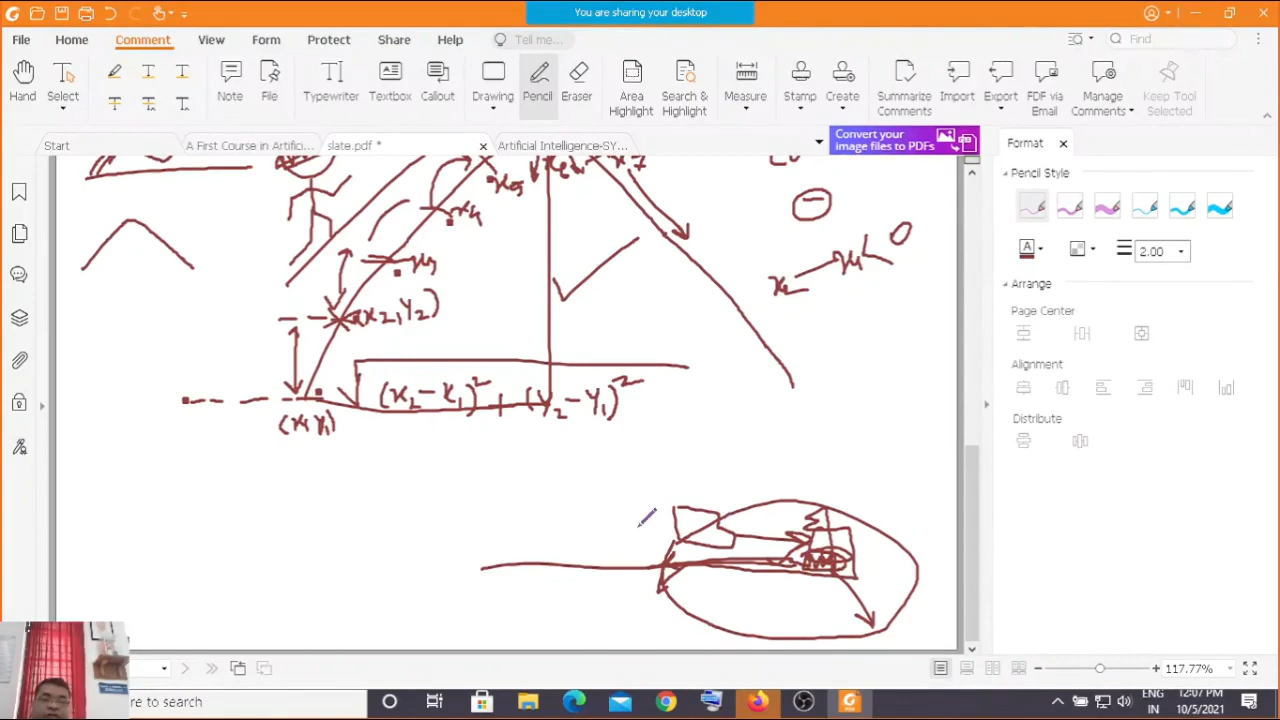 You are sharing your desktop
File Home Comment View Form Protect Share Help Tell me... Find
Hand Select Note File Typewriter Textbox Callout Drawing Pencil Eraser Area Highlight Search & Highlight Measure Stamp Create Summarize Comments Import Export PDF via Email Manage Comments Keep Tool Selected
Start A First Course in Artifici... slate.pdf * Artificial Intelligence-SY... Convert your image files to PDFs
Format
Pencil Style
2.00
Arrange
Page Center
Alignment
Distribute
x5
x4
x3
(x2, y2)
(x2 - x1)2 + (y2 - y1)2
(x1 y1)
117.77%
to search
ENG
IN
12:07 PM
10/5/2021